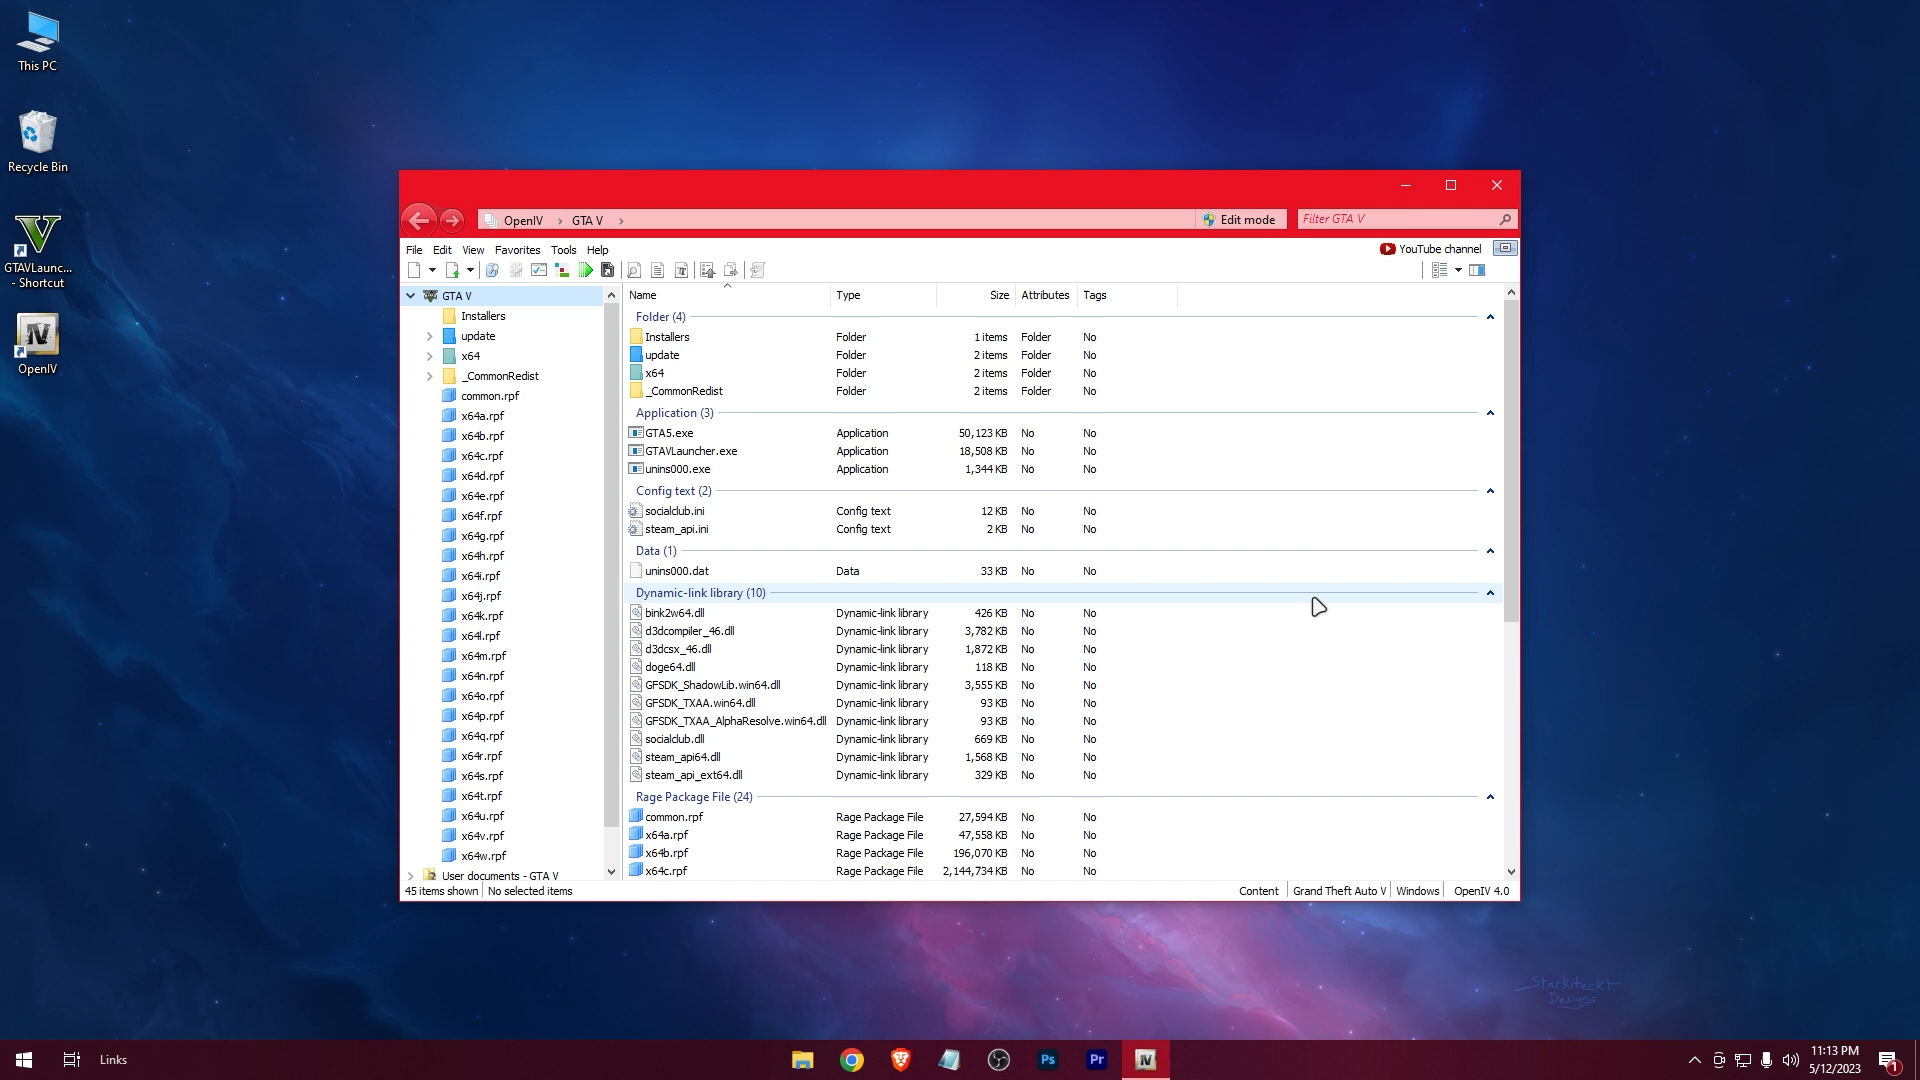 This PC
Recycle Bin
GTAVLaunc...
- Shortcut
OpenIV
OpenIV
GTA V
Edit mode
Filter GTA V
File
Edit
View
Favorites
Tools
Help
YouTube channel
GTA V
Installers
update
x64
_CommonRedist
common.rpf
x64a.rpf
x64b.rpf
x64c.rpf
x64d.rpf
x64e.rpf
x64f.rpf
x64g.rpf
x64h.rpf
x64i.rpf
x64j.rpf
x64k.rpf
x64l.rpf
x64m.rpf
x64n.rpf
x64o.rpf
x64p.rpf
x64q.rpf
x64r.rpf
x64s.rpf
x64t.rpf
x64u.rpf
x64v.rpf
x64w.rpf
User documents - GTA V
Name Type Size Attributes Tags
Folder (4)
Installers Folder 1 items Folder No
update Folder 2 items Folder No
x64 Folder 2 items Folder No
_CommonRedist Folder 2 items Folder No
Application (3)
GTA5.exe Application 50,123 KB No No
GTAVLauncher.exe Application 18,508 KB No No
unins000.exe Application 1,344 KB No No
Config text (2)
socialclub.ini Config text 12 KB No No
steam_api.ini Config text 2 KB No No
Data (1)
unins000.dat Data 33 KB No No
Dynamic-link library (10)
bink2w64.dll Dynamic-link library 426 KB No No
d3dcompiler_46.dll Dynamic-link library 3,782 KB No No
d3dcsx_46.dll Dynamic-link library 1,872 KB No No
doge64.dll Dynamic-link library 118 KB No No
GFSDK_ShadowLib.win64.dll Dynamic-link library 3,555 KB No No
GFSDK_TXAA.win64.dll Dynamic-link library 93 KB No No
GFSDK_TXAA_AlphaResolve.win64.dll Dynamic-link library 93 KB No No
socialclub.dll Dynamic-link library 669 KB No No
steam_api64.dll Dynamic-link library 1,568 KB No No
steam_api_ext64.dll Dynamic-link library 329 KB No No
Rage Package File (24)
common.rpf Rage Package File 27,594 KB No No
x64a.rpf Rage Package File 47,558 KB No No
x64b.rpf Rage Package File 196,070 KB No No
x64c.rpf Rage Package File 2,144,734 KB No No
45 items shown No selected items Content Grand Theft Auto V Windows OpenIV 4.0
Starkiteckt
Designs
Links
Ps
Pr
IV
11:13 PM
5/12/2023
1